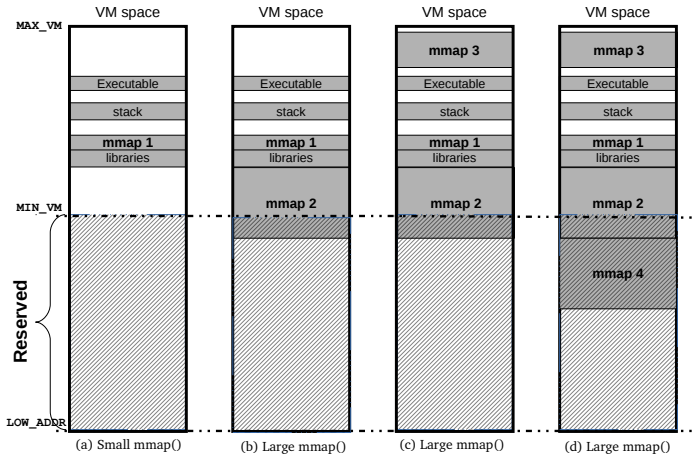 VM space VM space VM space VM space
MAX_VM
mmap 3 mmap 3
Executable Executable Executable Executable
stack stack stack stack
mmap 1 mmap 1 mmap 1 mmap 1
libraries libraries libraries libraries
mmap 2 mmap 2 mmap 2
MIN_VM
mmap 4
Reserved
LOW_ADDR
(a) Small mmap() (b) Large mmap() (c) Large mmap() (d) Large mmap()